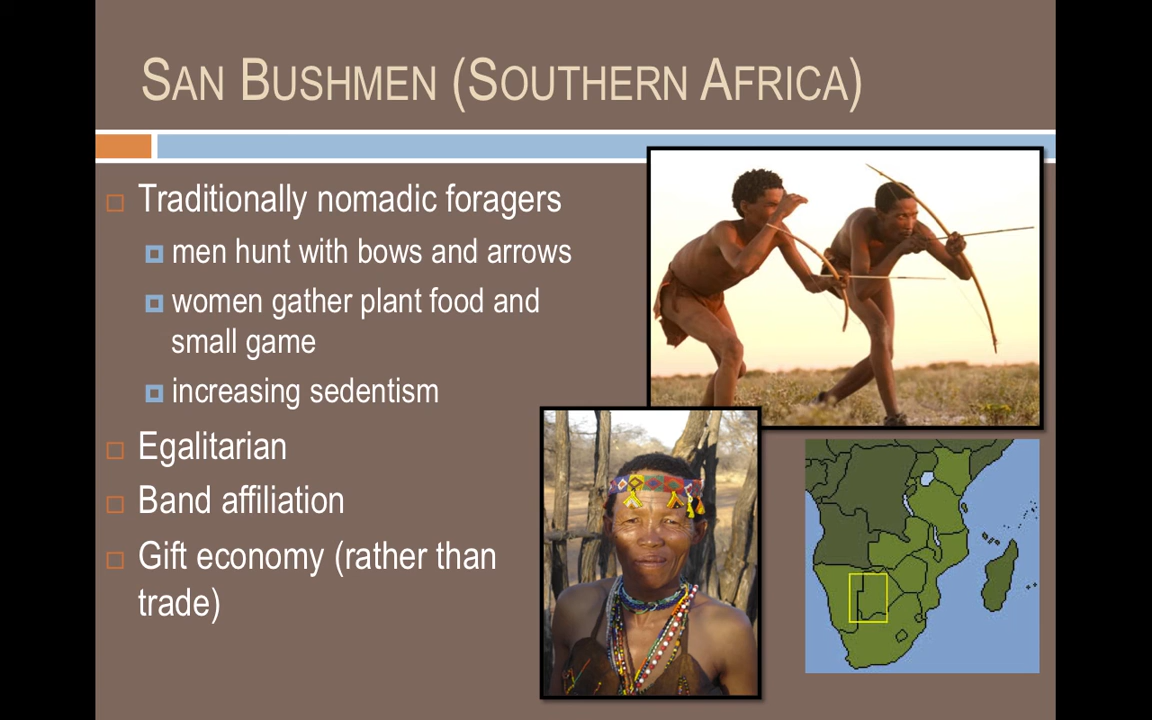 SAN BUSHMEN (SOUTHERN AFRICA)
Traditionally nomadic foragers
men hunt with bows and arrows
women gather plant food and
small game
increasing sedentism
Egalitarian
Band affiliation
Gift economy (rather than
trade)